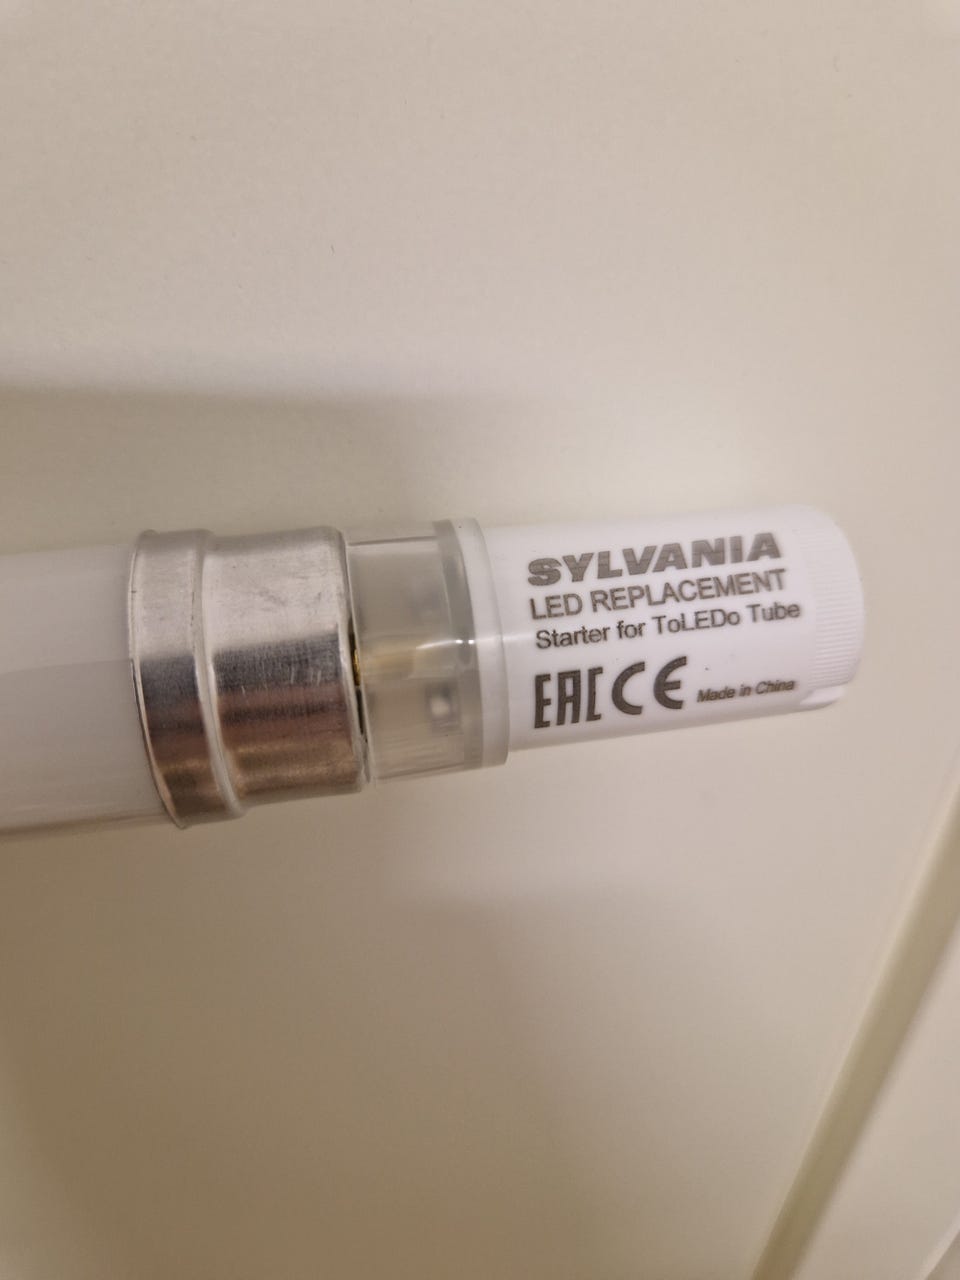 SYLVANIA
LED REPLACEMENT
Starter for ToLEDo Tube
EAC CE Made in China